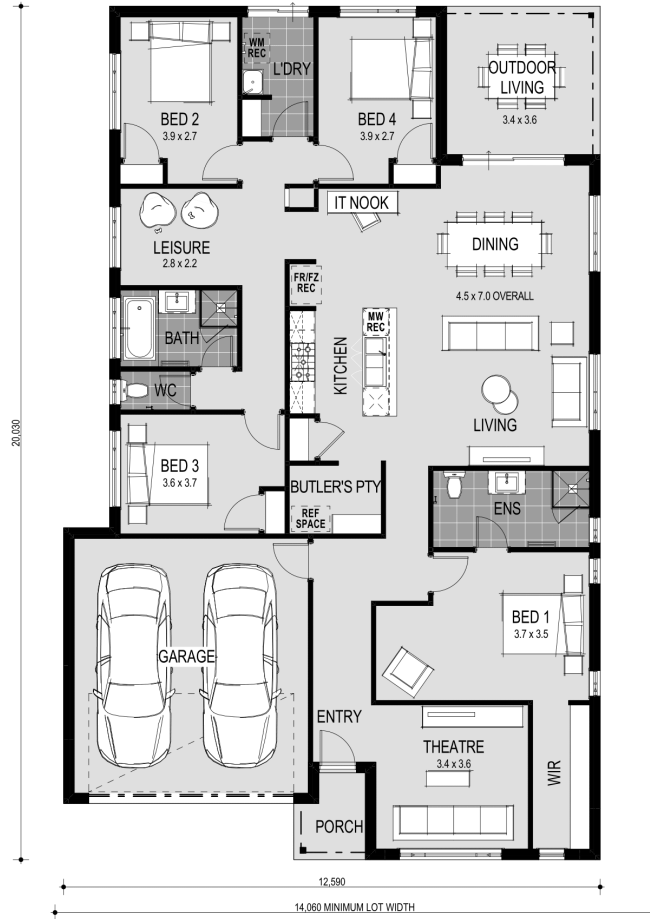 WM
REC
L'DRY
BED 2
3.9 x 2.7
BED 4
3.9 x 2.7
OUTDOOR
LIVING
3.4 x 3.6
IT NOOK
LEISURE
2.8 x 2.2
DINING
FR/FZ
REC
4.5 x 7.0 OVERALL
MW
REC
BATH
KITCHEN
WC
LIVING
BED 3
3.6 x 3.7
BUTLER'S PTY
REF
SPACE
ENS
20,030
BED 1
3.7 x 3.5
GARAGE
ENTRY
THEATRE
3.4 x 3.6
WIR
PORCH
12,590
14,060 MINIMUM LOT WIDTH